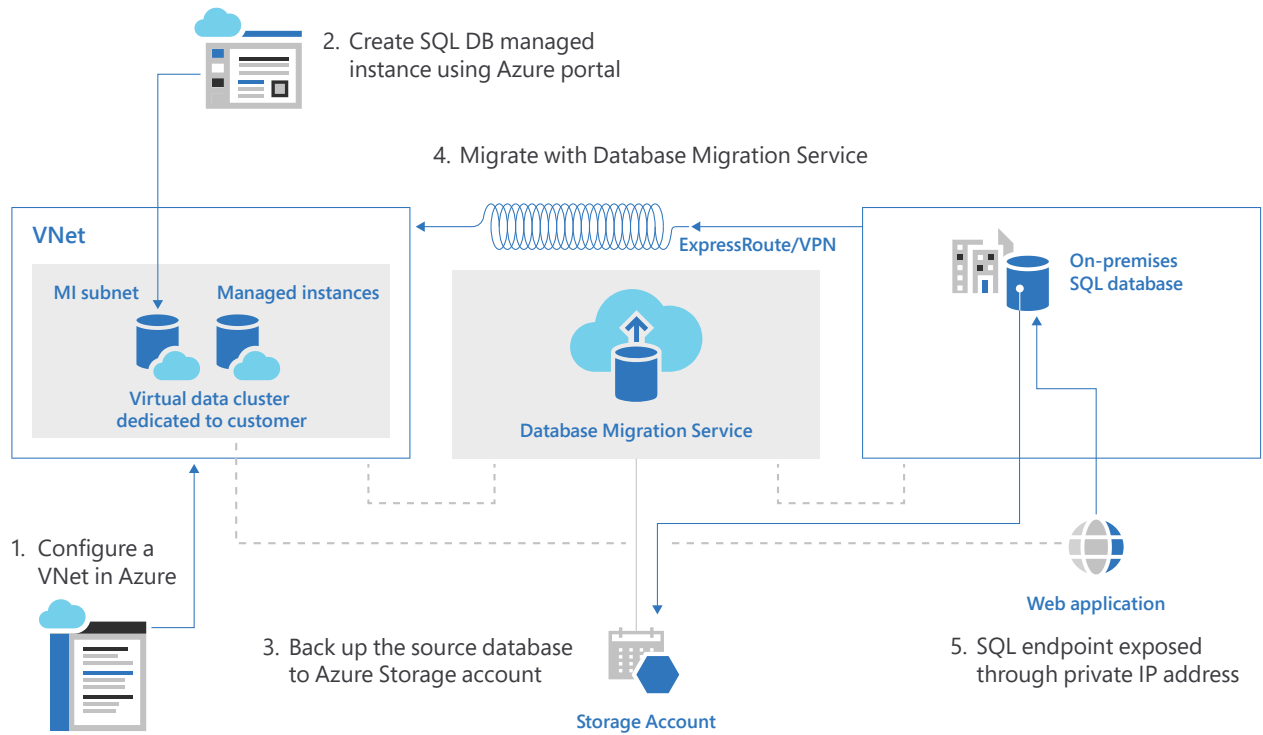 2. Create SQL DB managed
instance using Azure portal
4. Migrate with Database Migration Service
VNet
ExpressRoute/VPN
MI subnet
Managed instances
On-premises
SQL database
Virtual data cluster
dedicated to customer
Database Migration Service
1. Configure a
VNet in Azure
Web application
3. Back up the source database
to Azure Storage account
5. SQL endpoint exposed
through private IP address
Storage Account